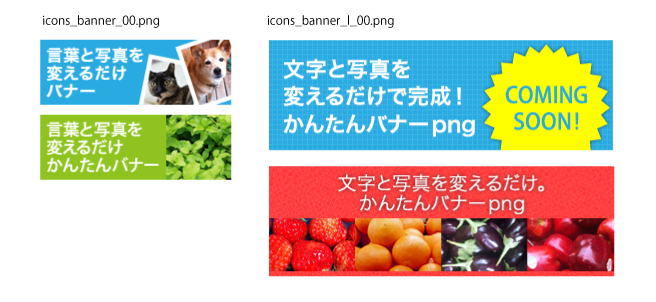 icons_banner_00.png
言葉と写真を
変えるだけ
バナー
言葉と写真を
変えるだけ
かんたんバナー
icons_banner_l_00.png
文字と写真を
変えるだけで完成！
かんたんバナーpng
COMING
SOON!
文字と写真を変えるだけ。
かんたんバナーpng